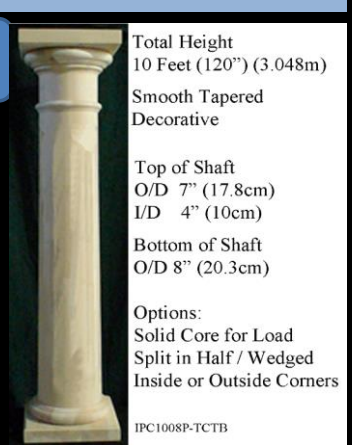 Total Height
10 Feet (120”) (3.048m)
Smooth Tapered
Decorative
Top of Shaft
O/D 7” (17.8cm)
I/D 4” (10cm)
Bottom of Shaft
O/D 8” (20.3cm)
Options:
Solid Core for Load
Split in Half / Wedged
Inside or Outside Corners
IPC1008P-TCTB